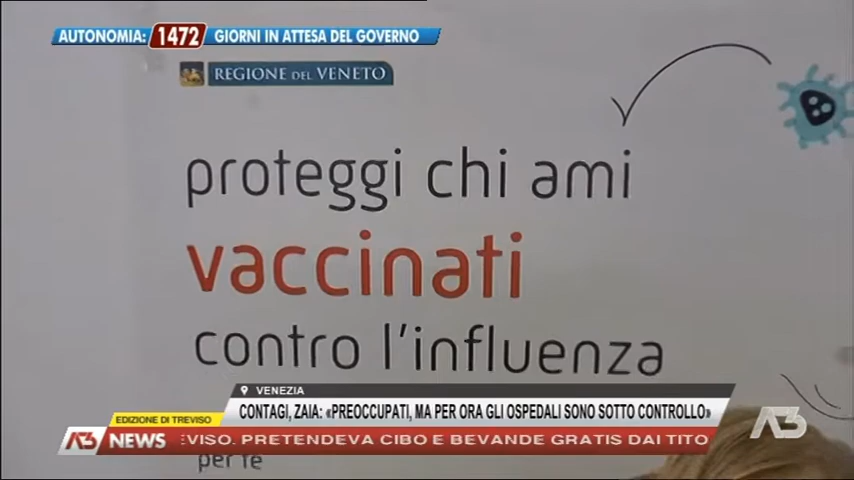 AUTONOMIA: 1472 GIORNI IN ATTESA DEL GOVERNO
REGIONE DEL VENETO
proteggi chi ami
vaccinati
contro l'influenza
VENEZIA
CONTAGI, ZAIA: «PREOCCUPATI, MA PER ORA GLI OSPEDALI SONO SOTTO CONTROLLO»
EDIZIONE DI TREVISO
A3 NEWS
EVISO. PRETENDEVA CIBO E BEVANDE GRATIS DAI TITO
A3
per te